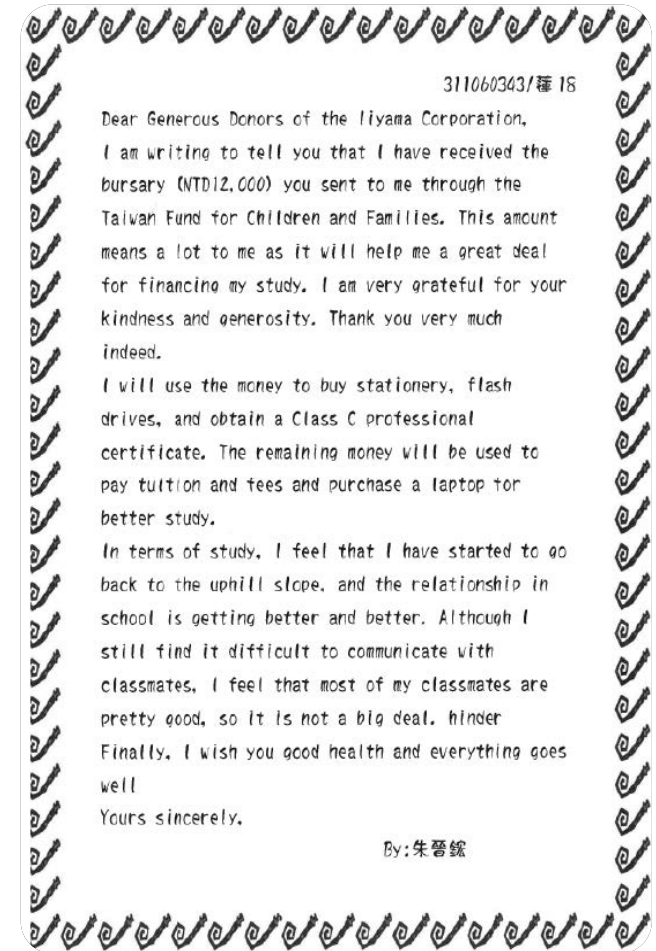 311060343/種 18
Dear Generous Donors of the Iiyama Corporation,
I am writing to tell you that I have received the
bursary (NTD12,000) you sent to me through the
Taiwan Fund for Children and Families. This amount
means a lot to me as it will help me a great deal
for financing my study. I am very grateful for your
kindness and generosity. Thank you very much
indeed.
I will use the money to buy stationery, flash
drives, and obtain a Class C professional
certificate. The remaining money will be used to
pay tuition and fees and purchase a laptop for
better study.
In terms of study, I feel that I have started to go
back to the uphill slope, and the relationship in
school is getting better and better. Although I
still find it difficult to communicate with
classmates, I feel that most of my classmates are
pretty good, so it is not a big deal. hinder
Finally, I wish you good health and everything goes
well
Yours sincerely,
By:朱晉鋐